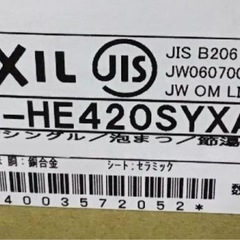 XIL JIS JIS B206
JW060700
JW OM LI
-HE420SYXA
シングル/泡まつ/節湯
胴：銅合金 シート：セラミック
4003572052*